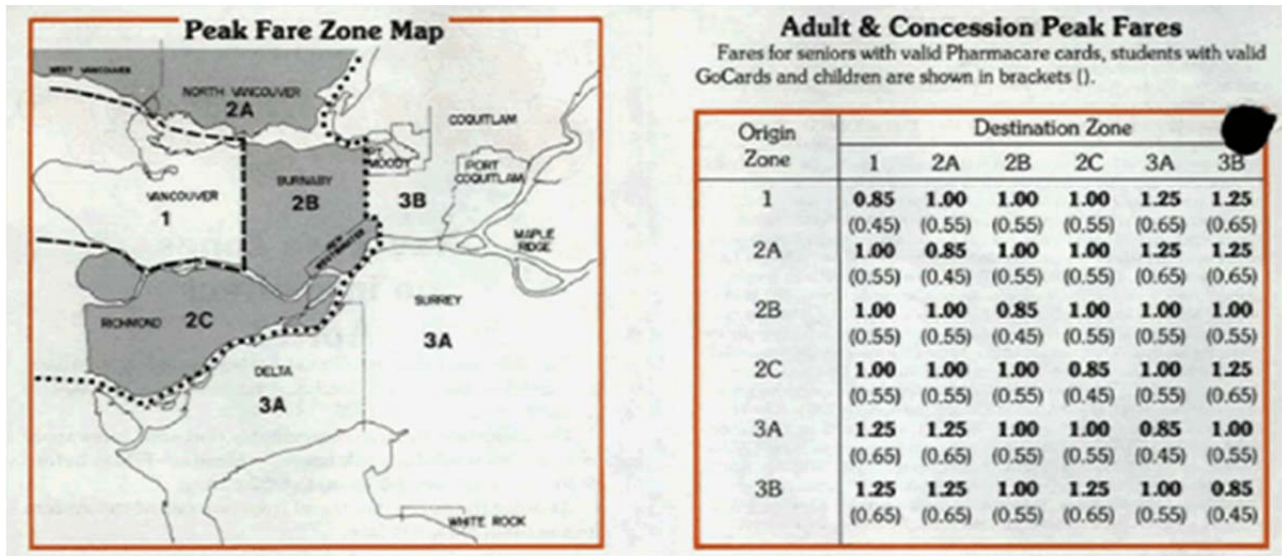 Peak Fare Zone Map
WEST VANCOUVER
NORTH VANCOUVER
2A
COQUITLAM
MOODY
PORT
COQUITLAM
BURNABY
VANCOUVER
2B
3B
1
NEW
WESTMINSTER
MAPLE
RIDGE
SURREY
RICHMOND
2C
3A
DELTA
3A
WHITE ROCK
Adult & Concession Peak Fares
Fares for seniors with valid Pharmacare cards, students with valid
GoCards and children are shown in brackets ().
Origin
Zone
Destination Zone
1 2A 2B 2C 3A 3B
1 0.85 1.00 1.00 1.00 1.25 1.25
(0.45) (0.55) (0.55) (0.55) (0.65) (0.65)
2A 1.00 0.85 1.00 1.00 1.25 1.25
(0.55) (0.45) (0.55) (0.55) (0.65) (0.65)
2B 1.00 1.00 0.85 1.00 1.00 1.00
(0.55) (0.55) (0.45) (0.55) (0.55) (0.55)
2C 1.00 1.00 1.00 0.85 1.00 1.25
(0.55) (0.55) (0.55) (0.45) (0.55) (0.65)
3A 1.25 1.25 1.00 1.00 0.85 1.00
(0.65) (0.65) (0.55) (0.55) (0.45) (0.55)
3B 1.25 1.25 1.00 1.25 1.00 0.85
(0.65) (0.65) (0.55) (0.65) (0.55) (0.45)